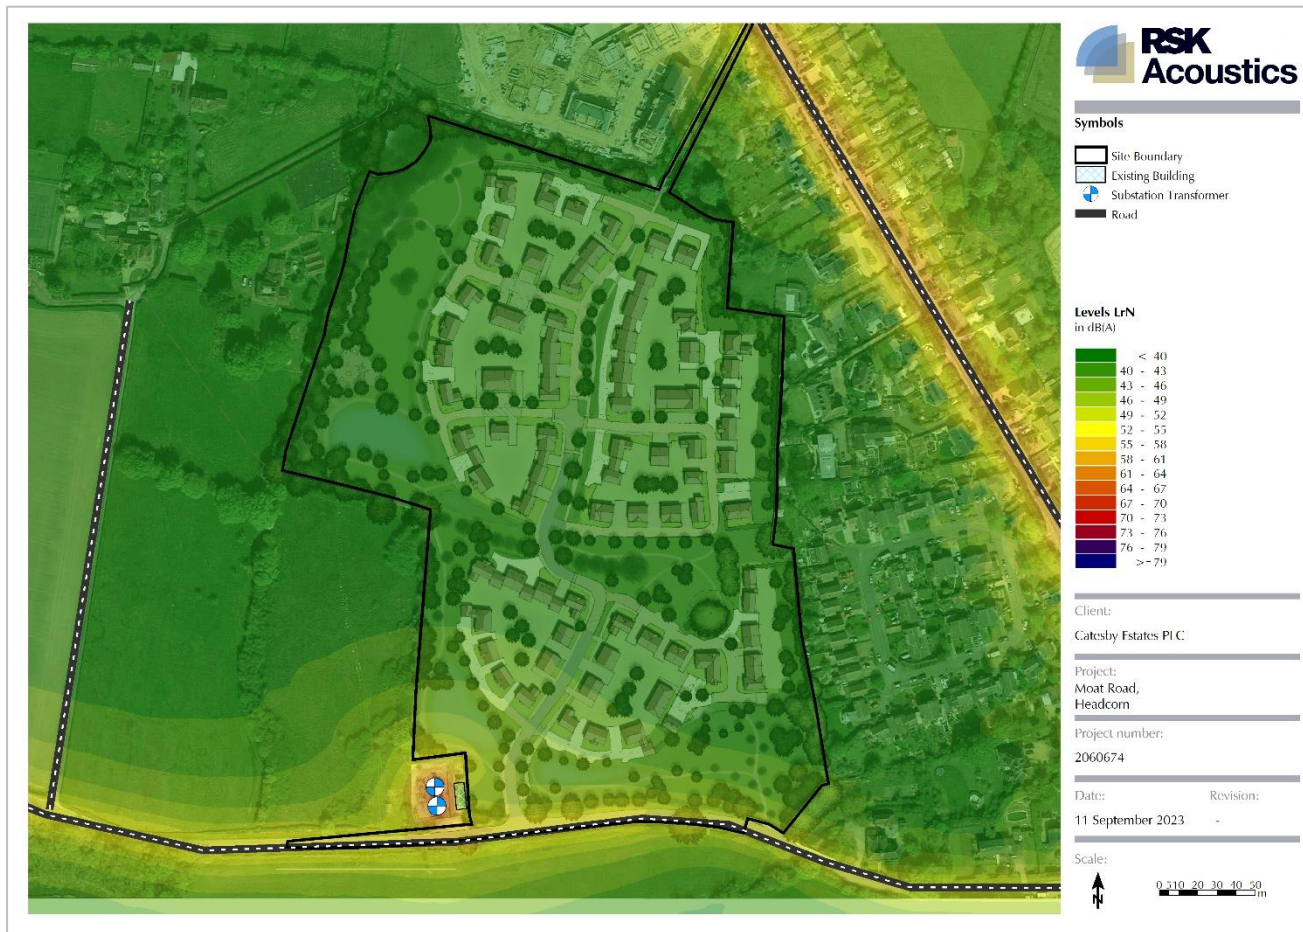 RSK
Acoustics
Symbols
Site Boundary
Existing Building
Substation Transformer
Road
Levels LrN
in dB(A)
< 40
40 - 43
43 - 46
46 - 49
49 - 52
52 - 55
55 - 58
58 - 61
61 - 64
64 - 67
67 - 70
70 - 73
73 - 76
76 - 79
>= 79
Client:
Catesby Estates PLC
Project:
Moat Road,
Headcorn
Project number:
2060674
Date: Revision:
11 September 2023 -
Scale:
N
0 5 10 20 30 40 50
m